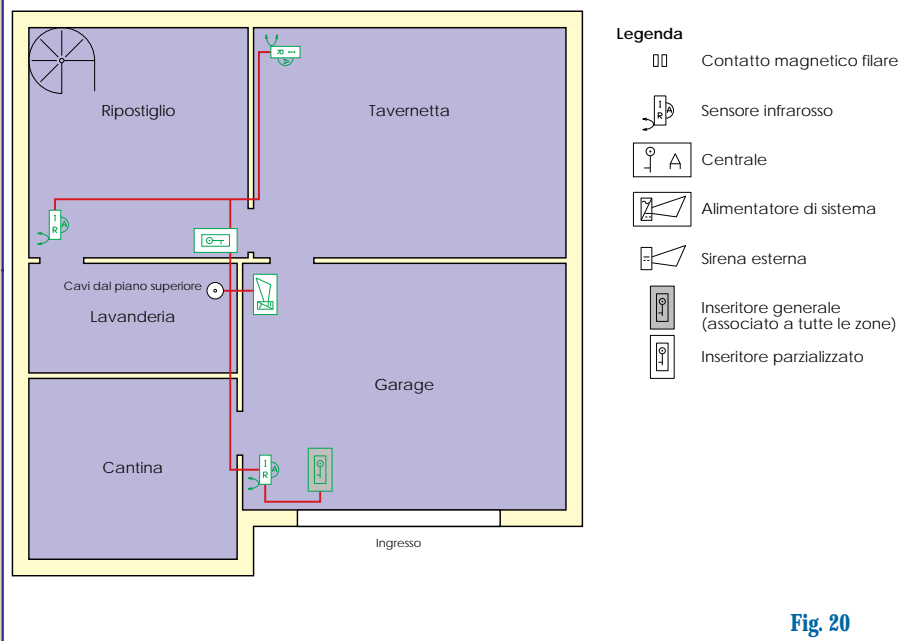 Ripostiglio
Tavernetta
I R A
I R A
Cavi dal piano superiore
Lavanderia
Garage
Cantina
I R A
Ingresso
Legenda
Contatto magnetico filare
I R A
Sensore infrarosso
A
Centrale
Alimentatore di sistema
Sirena esterna
Inseritore generale
(associato a tutte le zone)
Inseritore parzializzato
Fig. 20